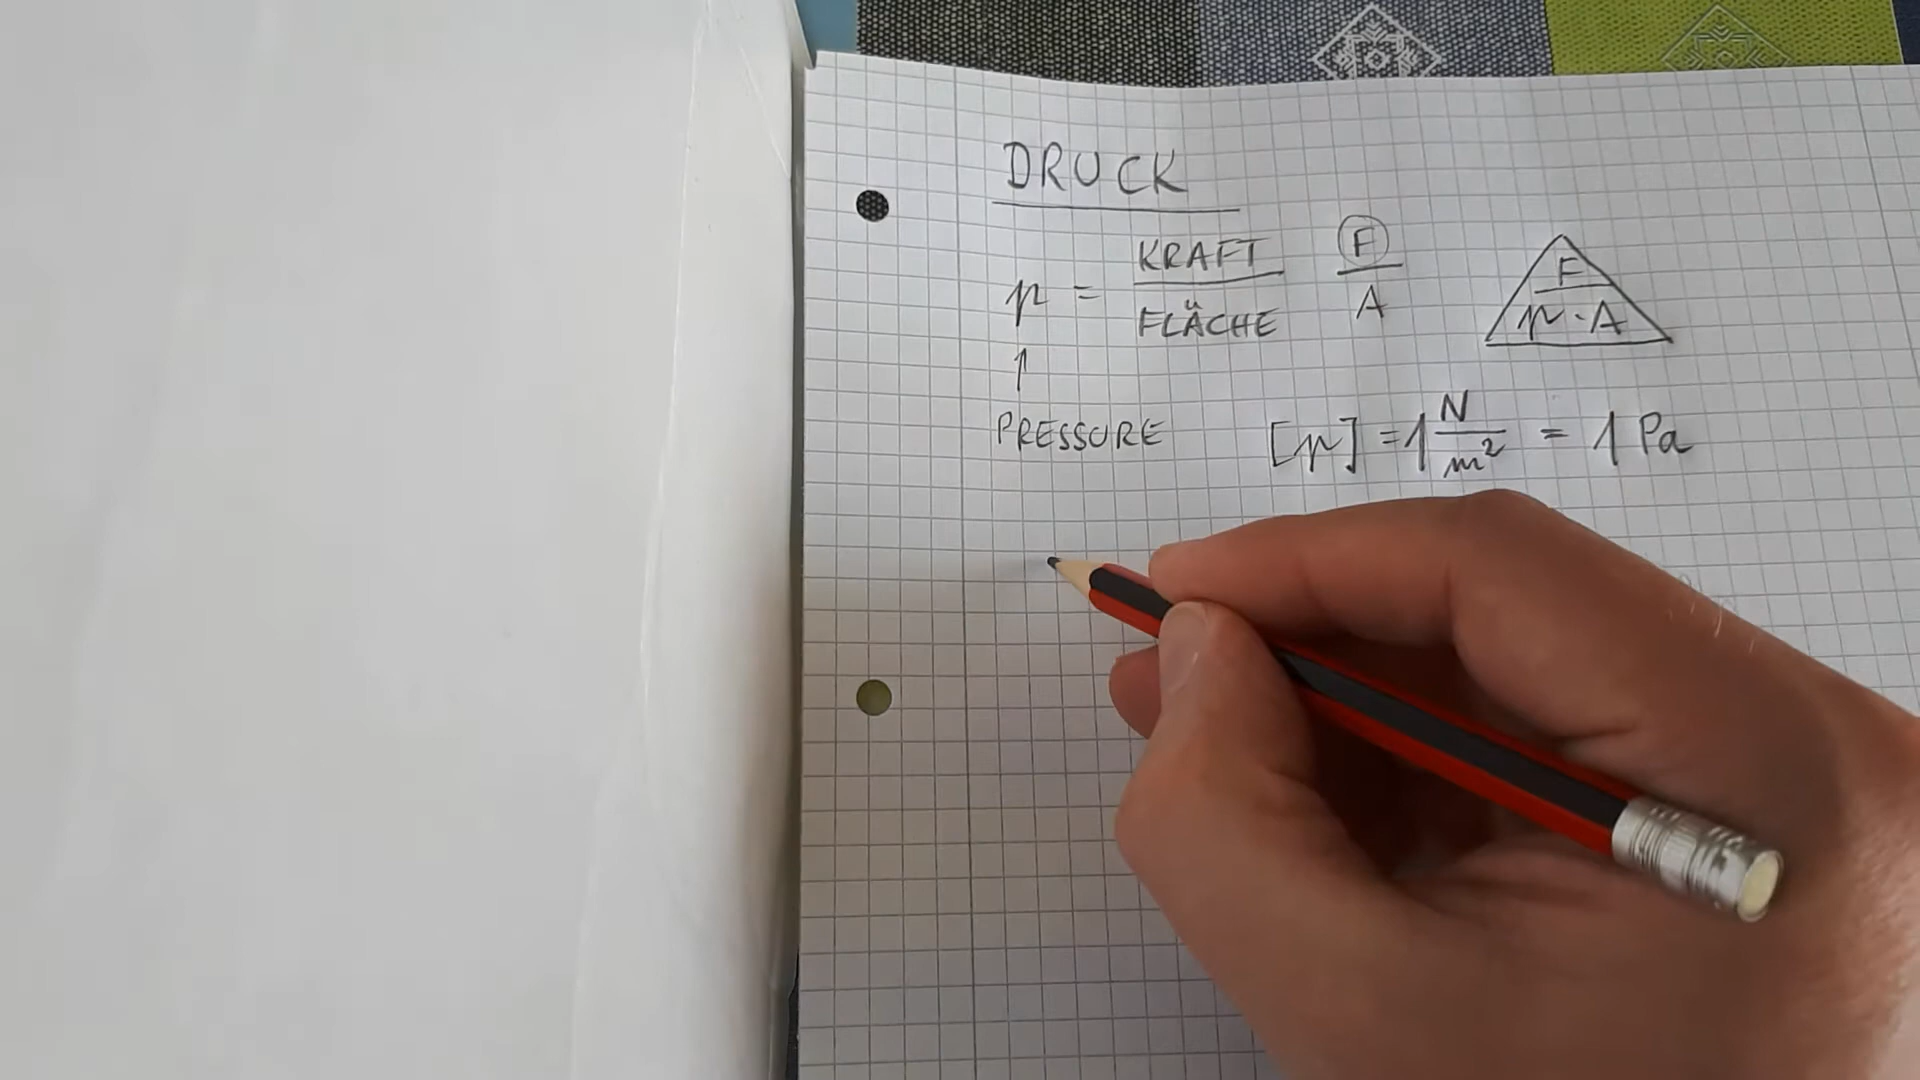 DRUCK
p = KRAFT / FLÄCHE F / A
F / p · A
↑
PRESSURE [p] = 1 N / m² = 1 Pa